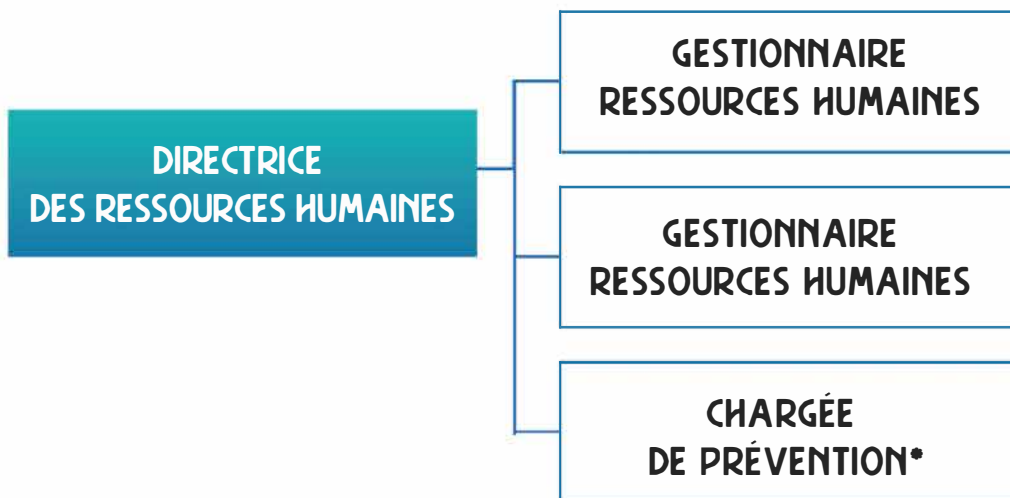 DIRECTRICE
DES RESSOURCES HUMAINES
GESTIONNAIRE
RESSOURCES HUMAINES
GESTIONNAIRE
RESSOURCES HUMAINES
CHARGÉE
DE PRÉVENTION*